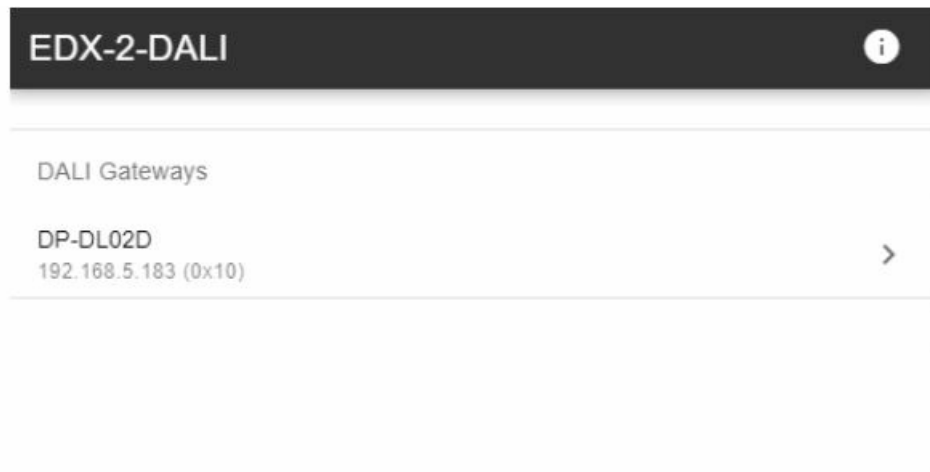 EDX-2-DALI
DALI Gateways
DP-DL02D
192.168.5.183 (0x10)